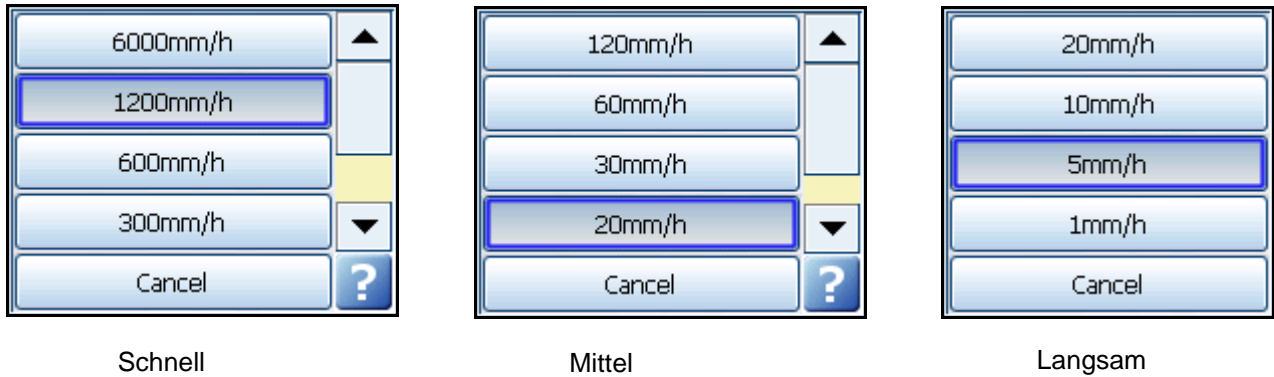 6000mm/h
1200mm/h
600mm/h
300mm/h
Cancel
?
Schnell
120mm/h
60mm/h
30mm/h
20mm/h
Cancel
?
Mittel
20mm/h
10mm/h
5mm/h
1mm/h
Cancel
Langsam